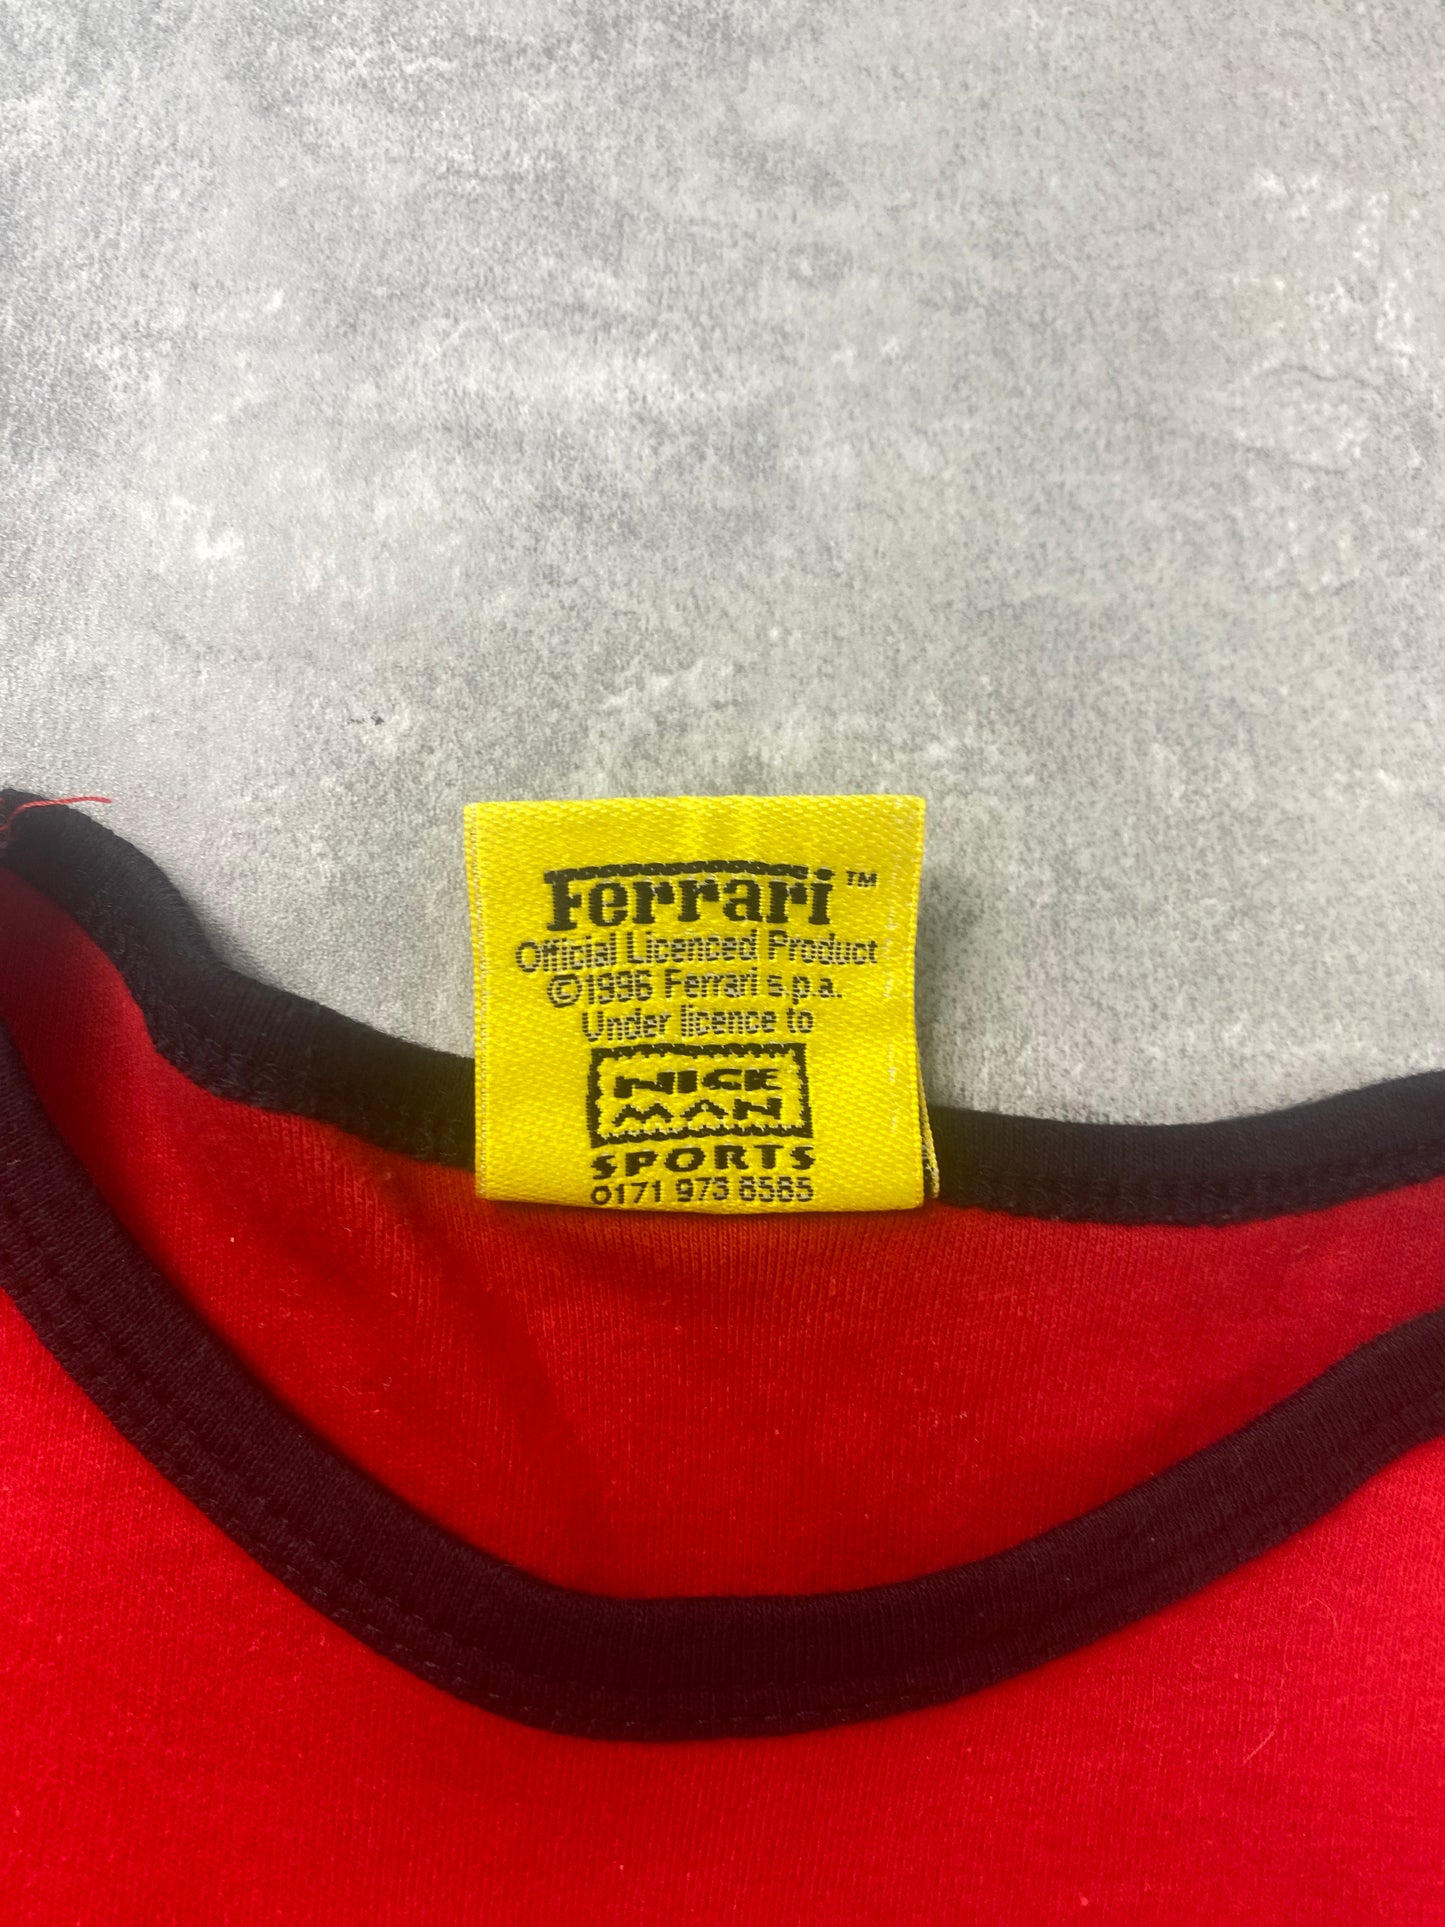 Ferrari™
Official Licenced Product
©1996 Ferrari s.p.a.
Under licence to
NICE
MAN
SPORTS
0171 973 8585